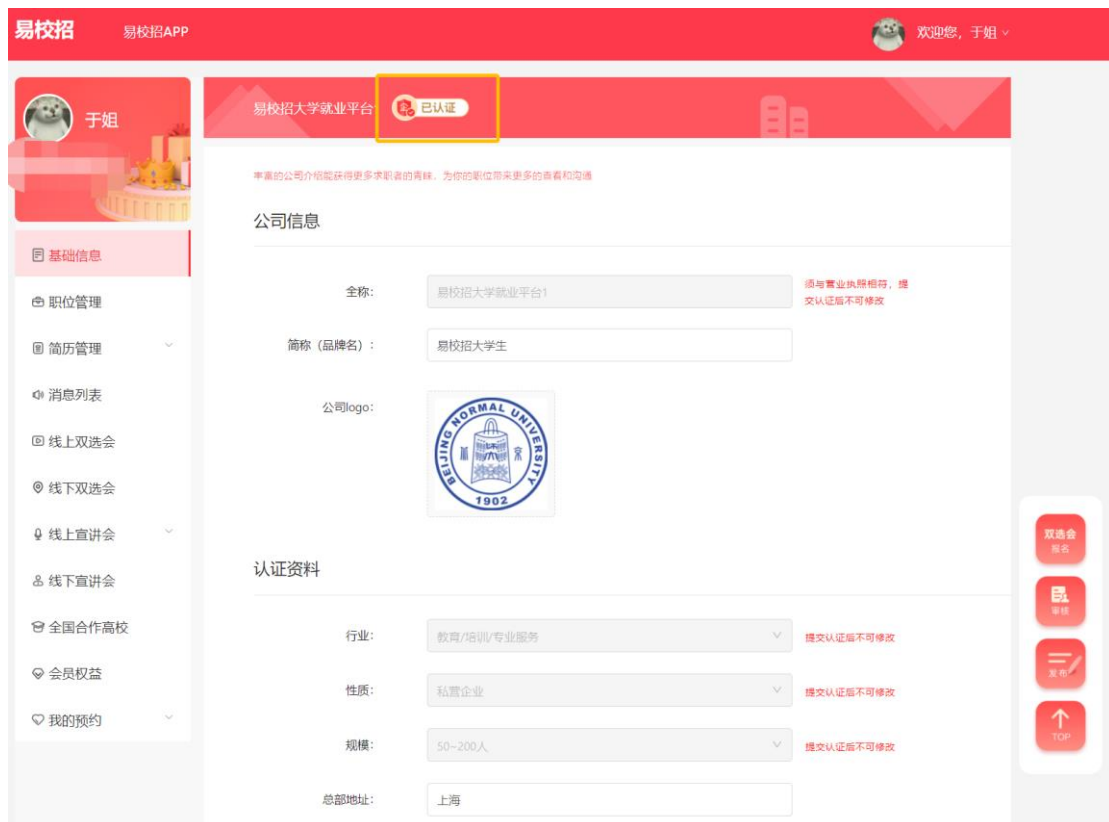 易校招
易校招APP
欢迎您，于姐
于姐
易校招大学就业平台1
已认证
丰富的公司介绍能获得更多求职者的青睐，为你的职位带来更多的查看和沟通
公司信息
基础信息
职位管理
简历管理
消息列表
线上双选会
线下双选会
线上宣讲会
线下宣讲会
全国合作高校
会员权益
我的预约
全称：
易校招大学就业平台1
须与营业执照相符，提
交认证后不可修改
简称（品牌名）：
易校招大学生
公司logo：
BEIJING NORMAL UNIVERSITY
1902
认证资料
行业：
教育/培训/专业服务
提交认证后不可修改
性质：
私营企业
提交认证后不可修改
规模：
50-200人
提交认证后不可修改
总部地址：
上海
双选会
报名
审核
发布
TOP